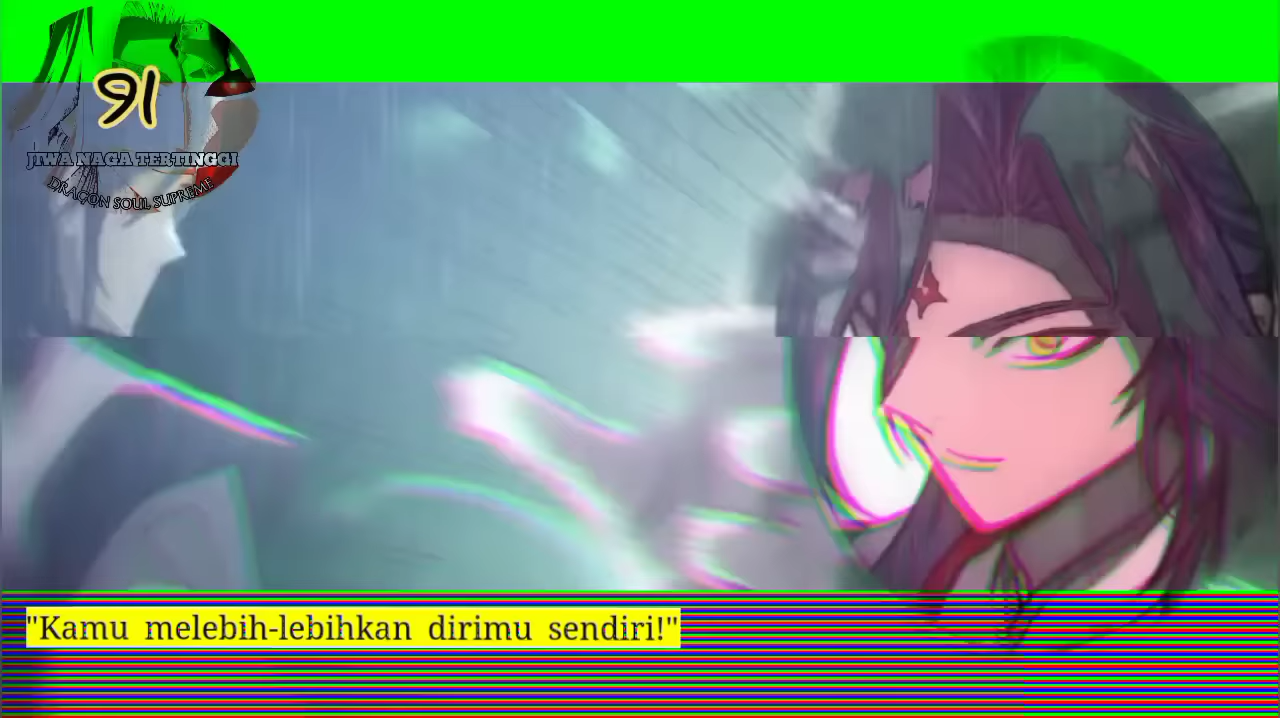 91
JIWA NAGA TERTINGGI
DRAGON SOUL SUPREME
"Kamu melebih-lebihkan dirimu sendiri!"